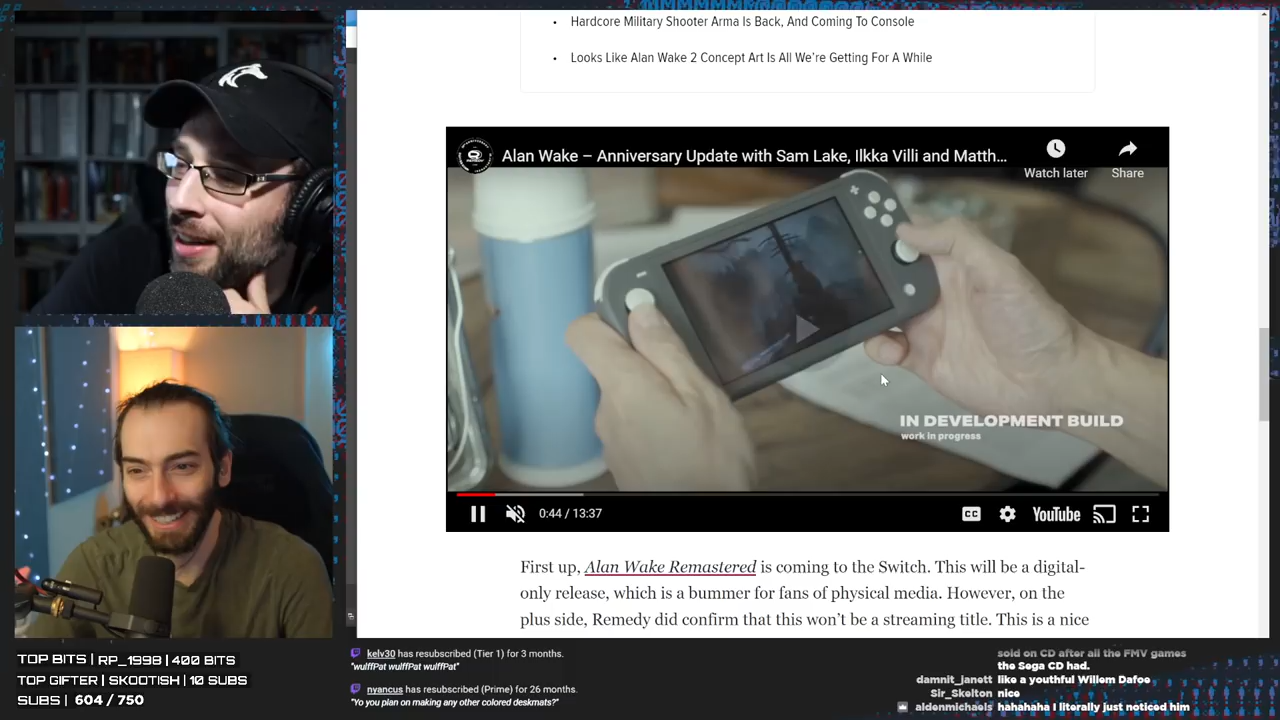 • Hardcore Military Shooter Arma Is Back, And Coming To Console
• Looks Like Alan Wake 2 Concept Art Is All We're Getting For A While
Alan Wake – Anniversary Update with Sam Lake, Ilkka Villi and Matth...
Watch later
Share
IN DEVELOPMENT BUILD
work in progress
0:44 / 13:37
CC
YouTube
First up, Alan Wake Remastered is coming to the Switch. This will be a digital-
only release, which is a bummer for fans of physical media. However, on the
plus side, Remedy did confirm that this won't be a streaming title. This is a nice
TOP BITS | RP_1998 | 400 BITS
TOP GIFTER | SKOOTISH | 10 SUBS
SUBS | 604 / 750
kelv30 has resubscribed (Tier 1) for 3 months.
"wulffPat wulffPat wulffPat"
nyancus has resubscribed (Prime) for 26 months.
"Yo you plan on making any other colored deskmats?"
sold on CD after all the FMV games
the Sega CD had.
damnit_janett like a youthful Willem Dafoe
Sir_Skelton nice
aidenmichaels hahahaha I literally just noticed him